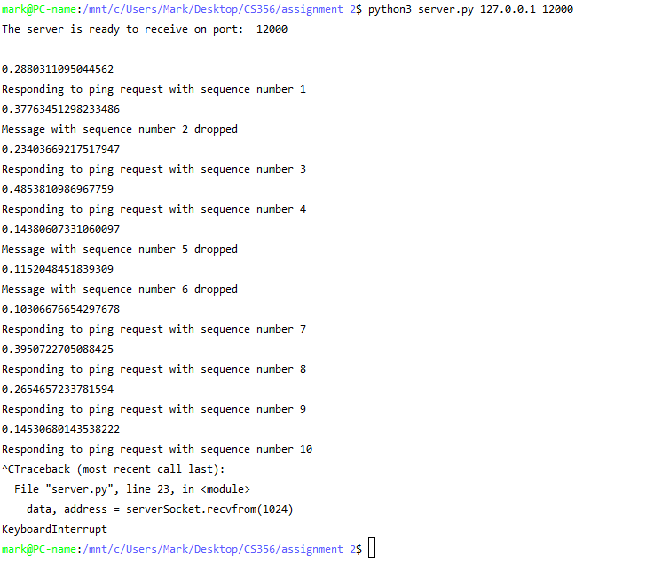 mark@PC-name:/mnt/c/Users/Mark/Desktop/CS356/assignment 2$ python3 server.py 127.0.0.1 12000
The server is ready to receive on port:  12000
0.2880311095044562
Responding to ping request with sequence number 1
0.37763451298233486
Message with sequence number 2 dropped
0.23403669217517947
Responding to ping request with sequence number 3
0.4853810986967759
Responding to ping request with sequence number 4
0.14380607331060097
Message with sequence number 5 dropped
0.1152048451839309
Message with sequence number 6 dropped
0.10306676654297678
Responding to ping request with sequence number 7
0.3950722705088425
Responding to ping request with sequence number 8
0.2654657233781594
Responding to ping request with sequence number 9
0.14530680143538222
Responding to ping request with sequence number 10
^CTraceback (most recent call last):
  File "server.py", line 23, in <module>
    data, address = serverSocket.recvfrom(1024)
KeyboardInterrupt
mark@PC-name:/mnt/c/Users/Mark/Desktop/CS356/assignment 2$